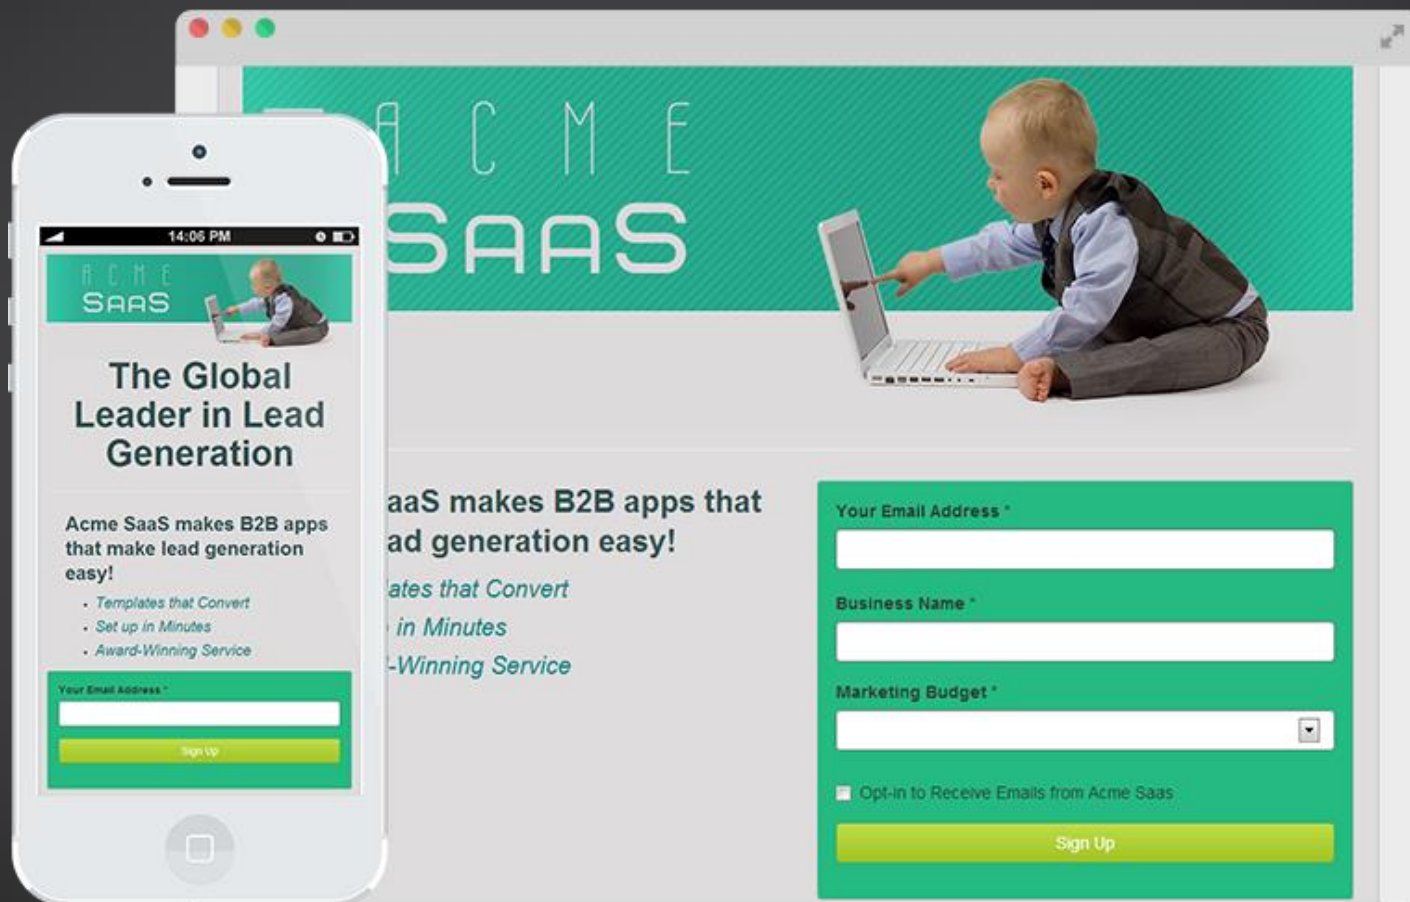 14:06 PM
ACME
SAAS
The Global
Leader in Lead
Generation
Acme SaaS makes B2B apps
that make lead generation
easy!
• Templates that Convert
• Set up in Minutes
• Award-Winning Service
Your Email Address *
Sign Up
ACME
SAAS
aaS makes B2B apps that
ad generation easy!
ates that Convert
in Minutes
-Winning Service
Your Email Address *
Business Name *
Marketing Budget *
Opt-in to Receive Emails from Acme Saas
Sign Up